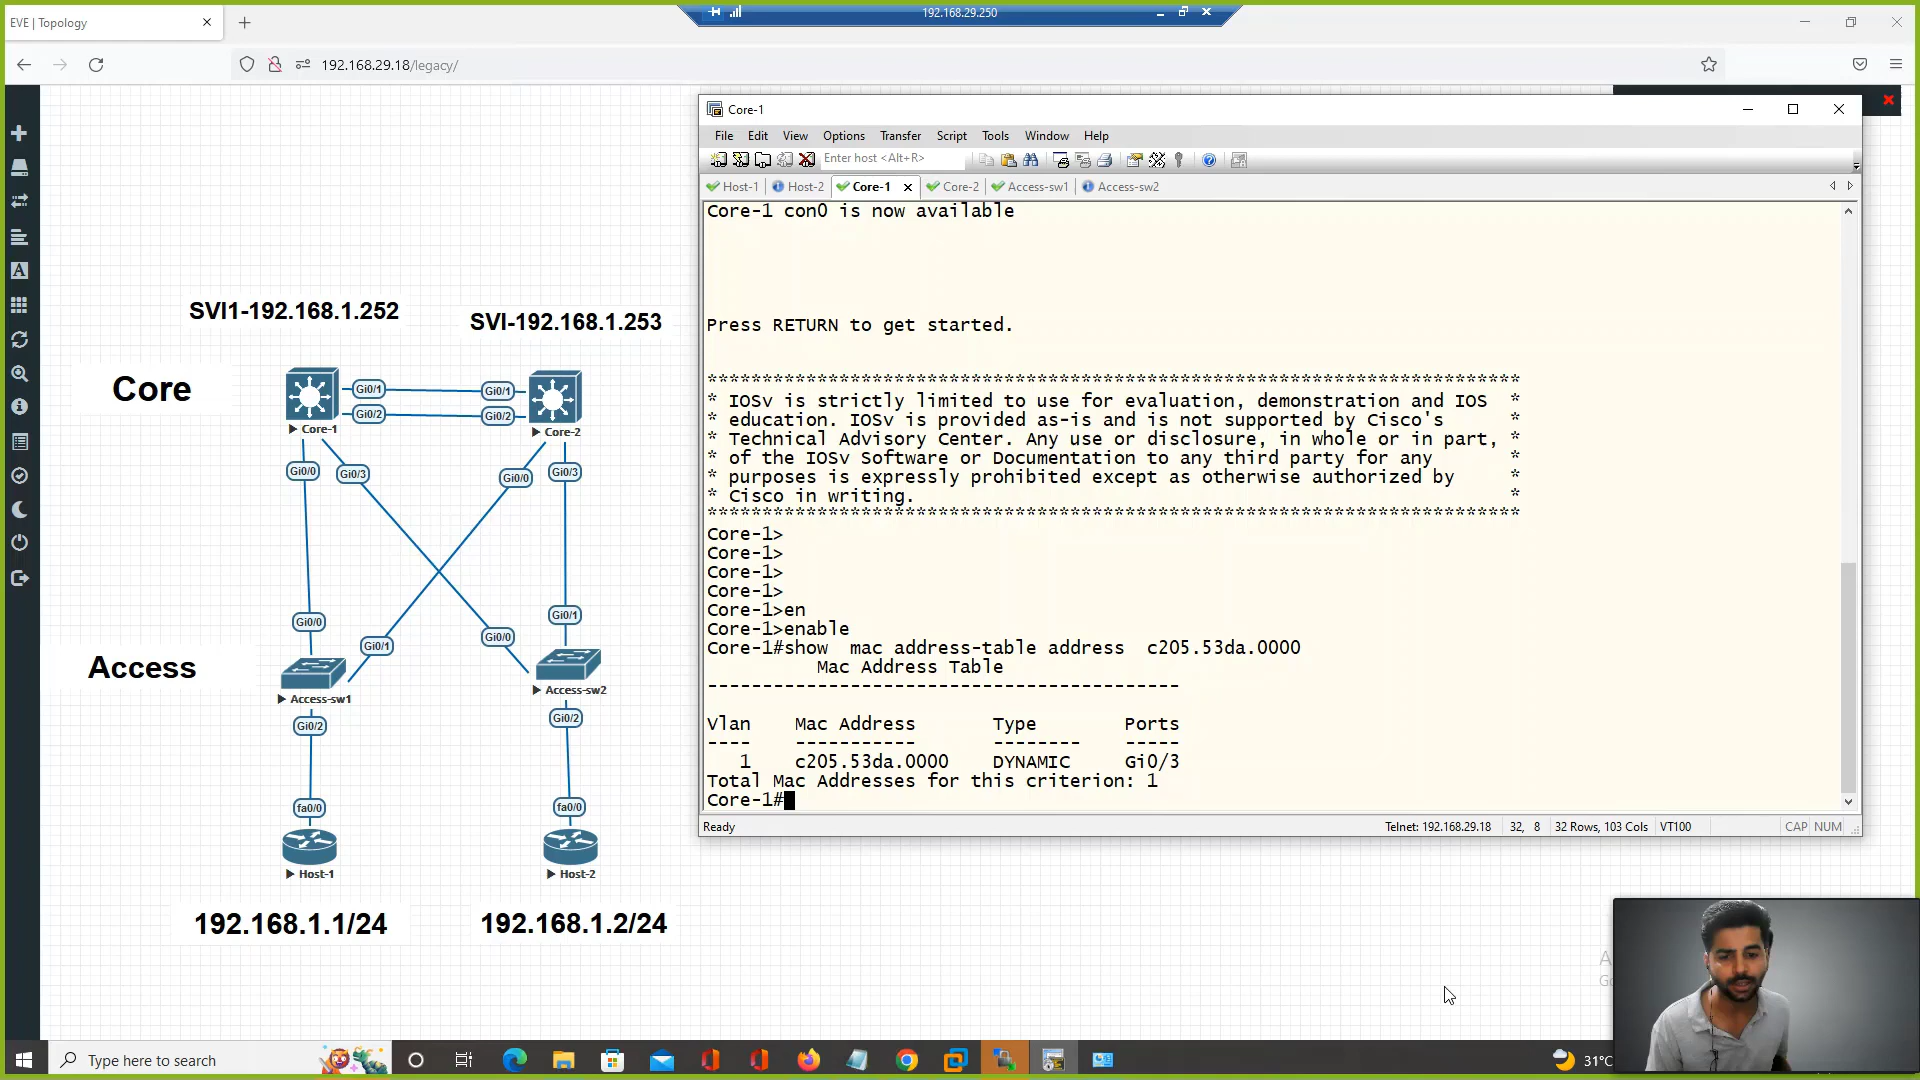 EVE | Topology
192.168.29.250
192.168.29.18/legacy/
SVI1-192.168.1.252
SVI-192.168.1.253
Core
Gi0/1
Gi0/1
Gi0/2
Gi0/2
Core-1
Core-2
Gi0/0
Gi0/3
Gi0/0
Gi0/3
Gi0/0
Gi0/1
Gi0/0
Gi0/1
Access
Access-sw1
Access-sw2
Gi0/2
Gi0/2
fa0/0
fa0/0
Host-1
Host-2
192.168.1.1/24
192.168.1.2/24
Core-1
File Edit View Options Transfer Script Tools Window Help
Enter host <Alt+R>
Host-1 Host-2 Core-1 Core-2 Access-sw1 Access-sw2
Core-1 con0 is now available
Press RETURN to get started.
**************************************************************************
* IOSv is strictly limited to use for evaluation, demonstration and IOS  *
* education. IOSv is provided as-is and is not supported by Cisco's      *
* Technical Advisory Center. Any use or disclosure, in whole or in part, *
* of the IOSv Software or Documentation to any third party for any       *
* purposes is expressly prohibited except as otherwise authorized by     *
* Cisco in writing.                                                      *
**************************************************************************
Core-1>
Core-1>
Core-1>
Core-1>
Core-1>en
Core-1>enable
Core-1#show  mac address-table address  c205.53da.0000
Mac Address Table
-------------------------------------------
Vlan    Mac Address       Type        Ports
----    -----------       --------    -----
1    c205.53da.0000    DYNAMIC     Gi0/3
Total Mac Addresses for this criterion: 1
Core-1#
Ready
Telnet: 192.168.29.18 32, 8 32 Rows, 103 Cols VT100 CAP NUM
Type here to search
31°C